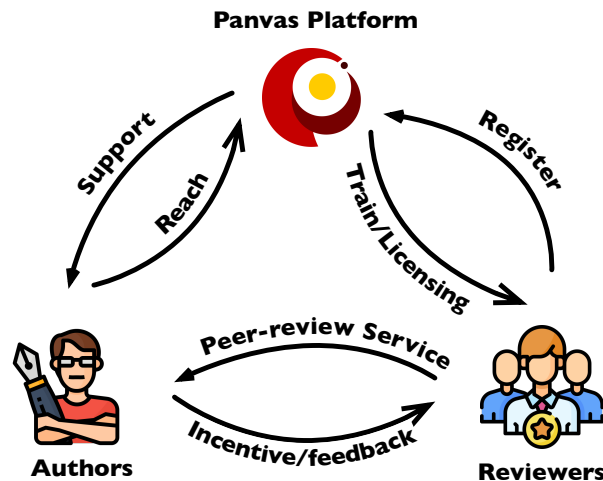 Panvas Platform
Support
Reach
Register
Train/Licensing
Peer-review Service
Incentive/feedback
Authors
Reviewers